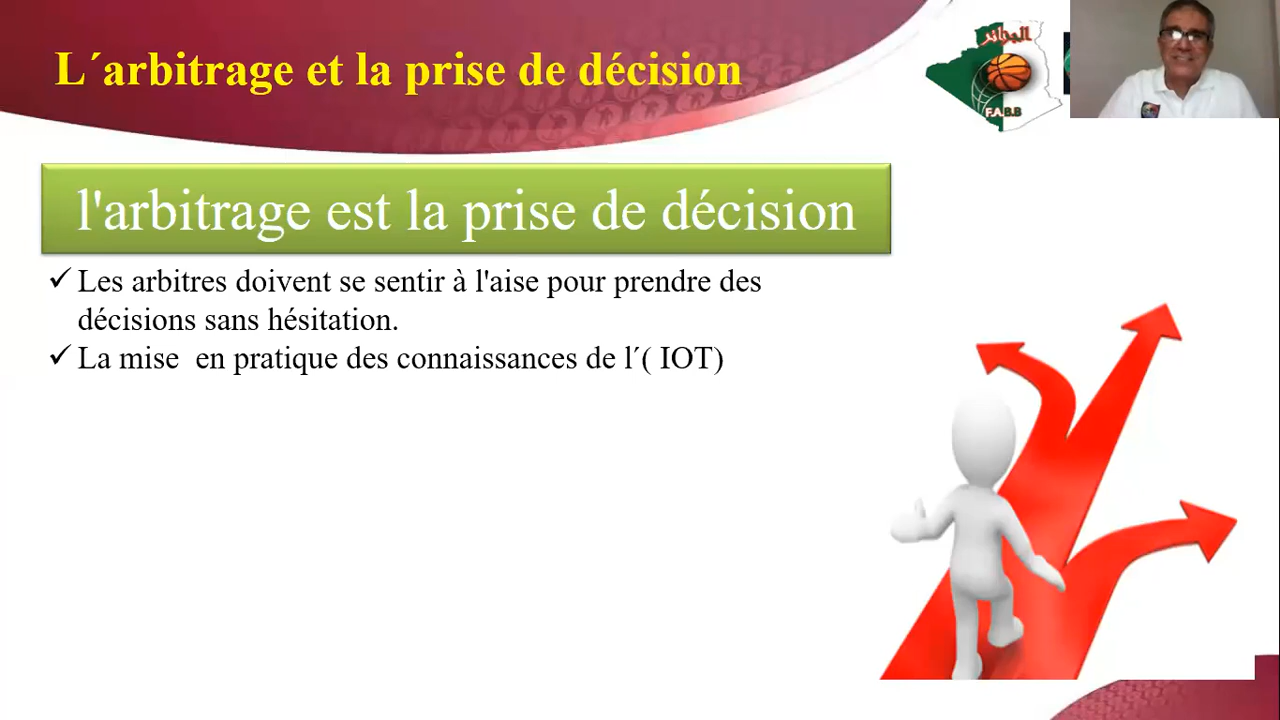 L´arbitrage et la prise de décision
الجزائر
F.A.B.B
l'arbitrage est la prise de décision
✓ Les arbitres doivent se sentir à l'aise pour prendre des
décisions sans hésitation.
✓ La mise  en pratique des connaissances de l´( IOT)